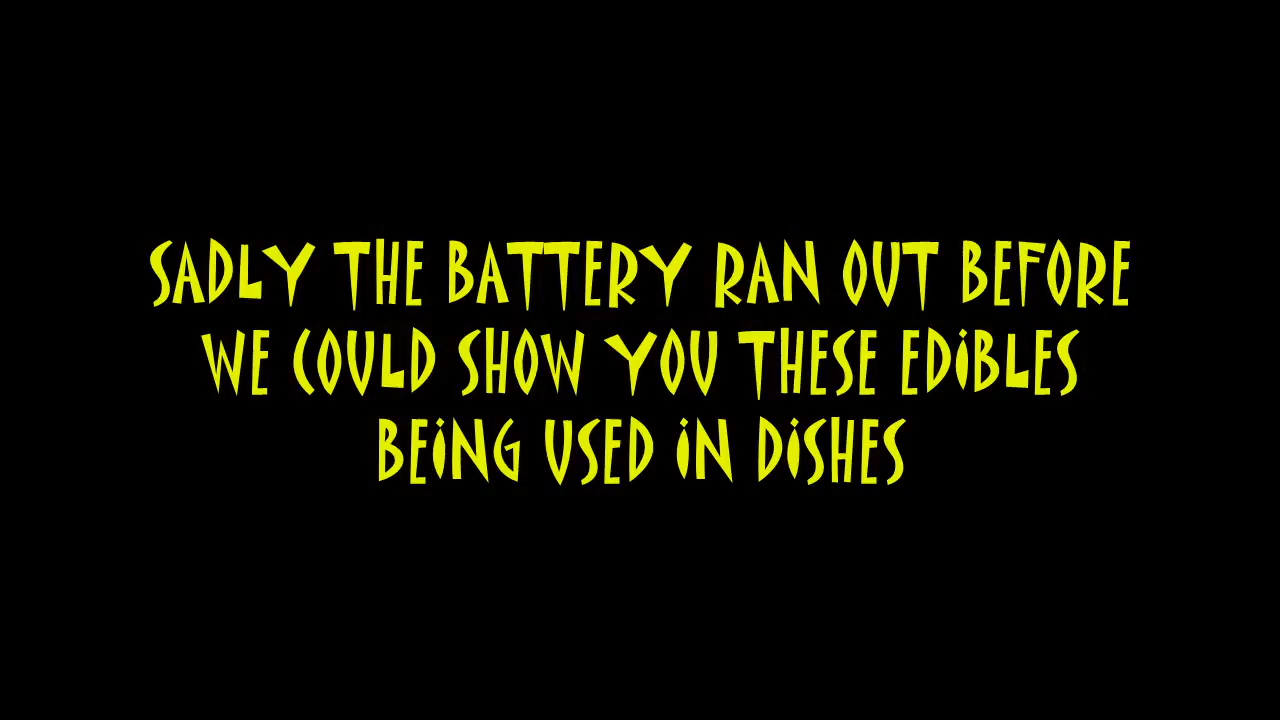 SADLY THE BATTERY RAN OUT BEFORE
WE COULD SHOW YOU THESE EDiBLES
BEiNG USED iN DiSHES